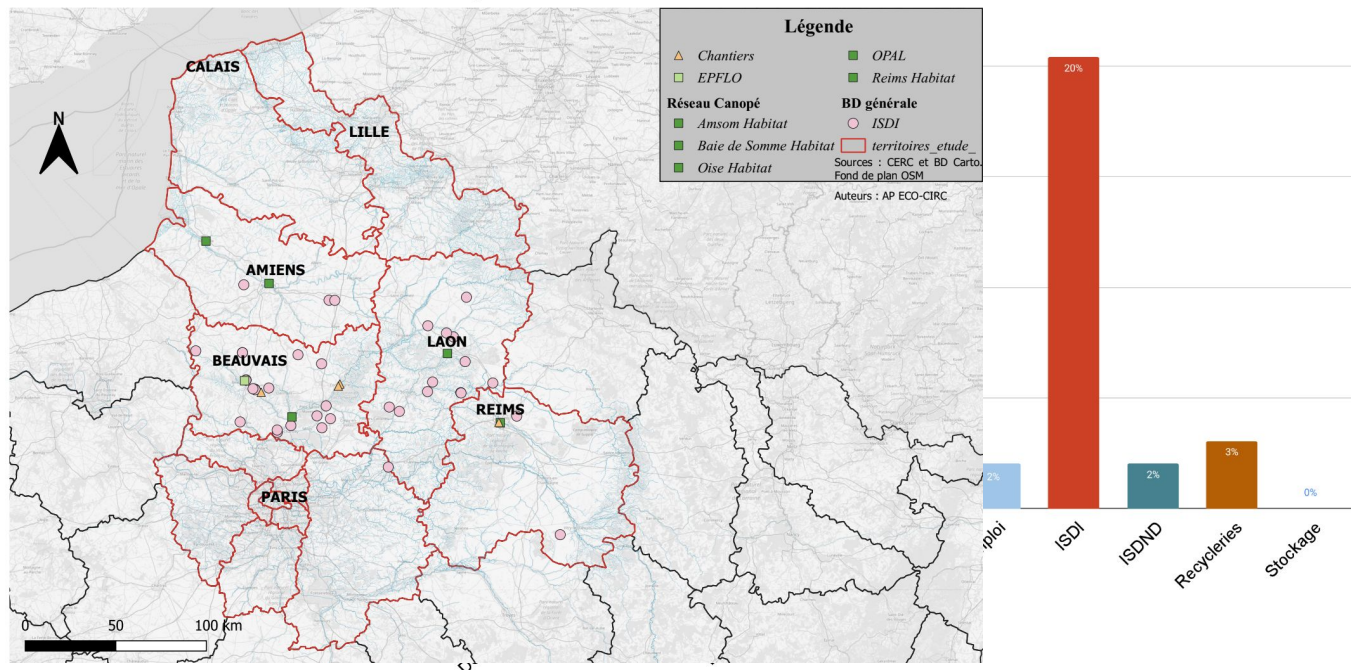 Légende
Chantiers
EPFLO
Réseau Canopé
Amsom Habitat
Baie de Somme Habitat
Oise Habitat
OPAL
Reims Habitat
BD générale
ISDI
territoires_etude_
Sources : CERC et BD Carto.
Fond de plan OSM
Auteurs : AP ECO-CIRC
N
CALAIS
LILLE
AMIENS
LAON
BEAUVAIS
REIMS
PARIS
0 50 100 km
2%
20%
2%
3%
0%
ploi
ISDI
ISDND
Recycleries
Stockage